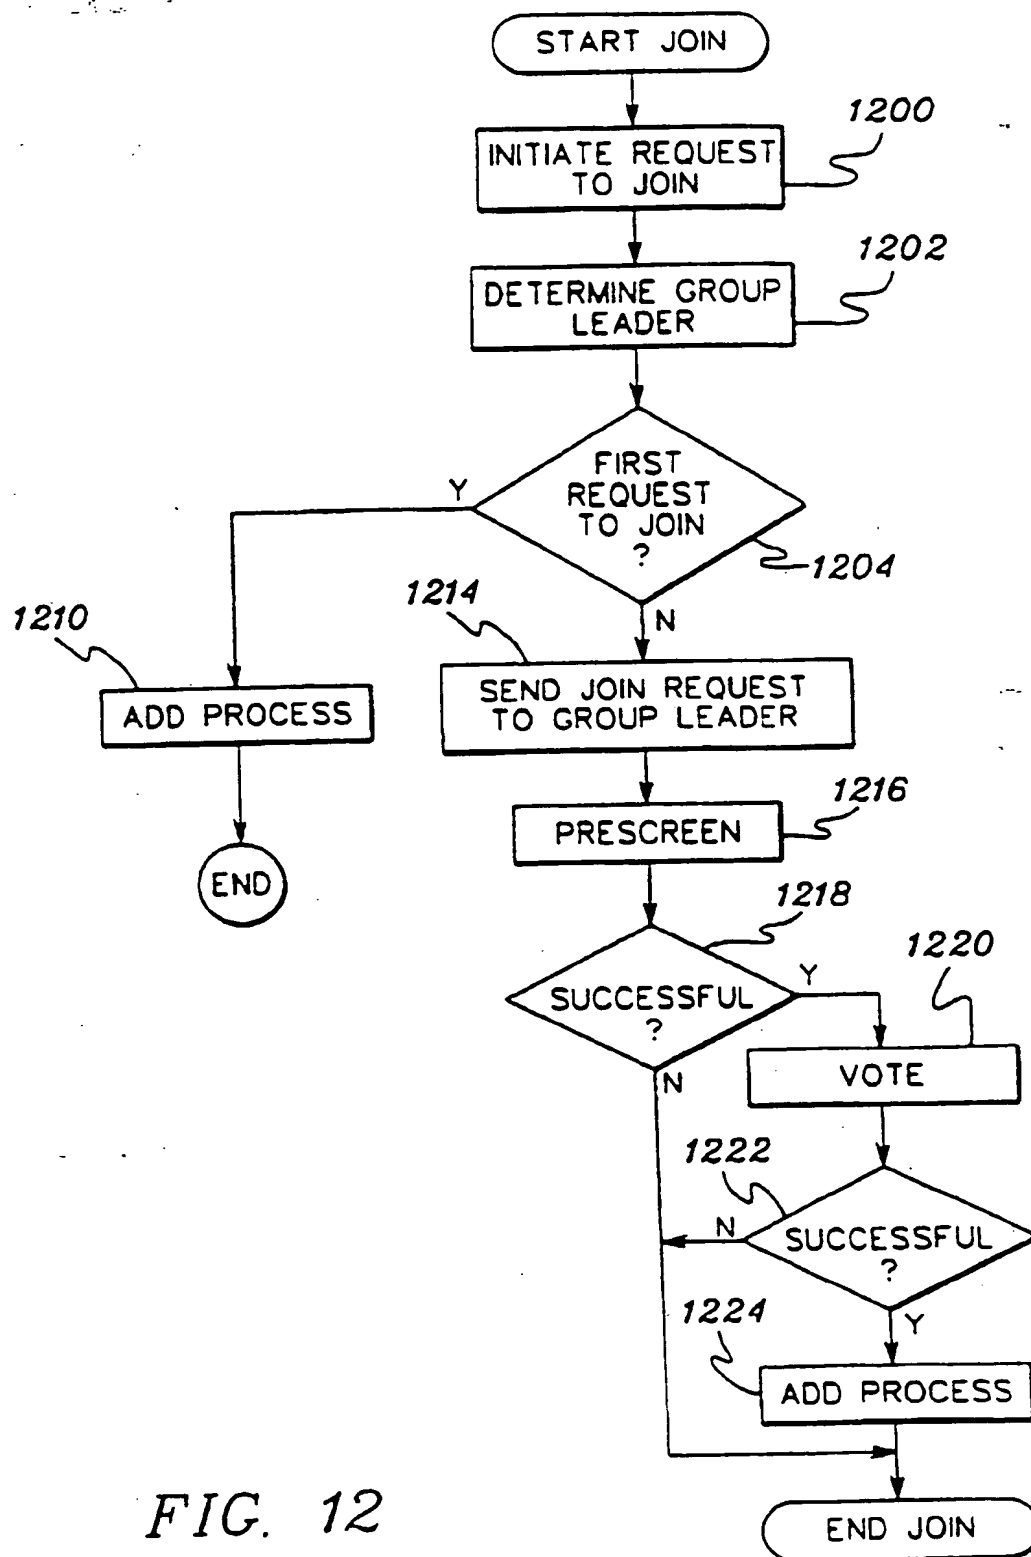 START JOIN
1200
INITIATE REQUEST
TO JOIN
1202
DETERMINE GROUP
LEADER
FIRST
REQUEST
TO JOIN
?
Y
1204
N
1210
1214
ADD PROCESS
SEND JOIN REQUEST
TO GROUP LEADER
1216
PRESCREEN
END
1218
SUCCESSFUL
?
Y
N
1220
VOTE
1222
N
SUCCESSFUL
?
Y
1224
ADD PROCESS
END JOIN
FIG. 12